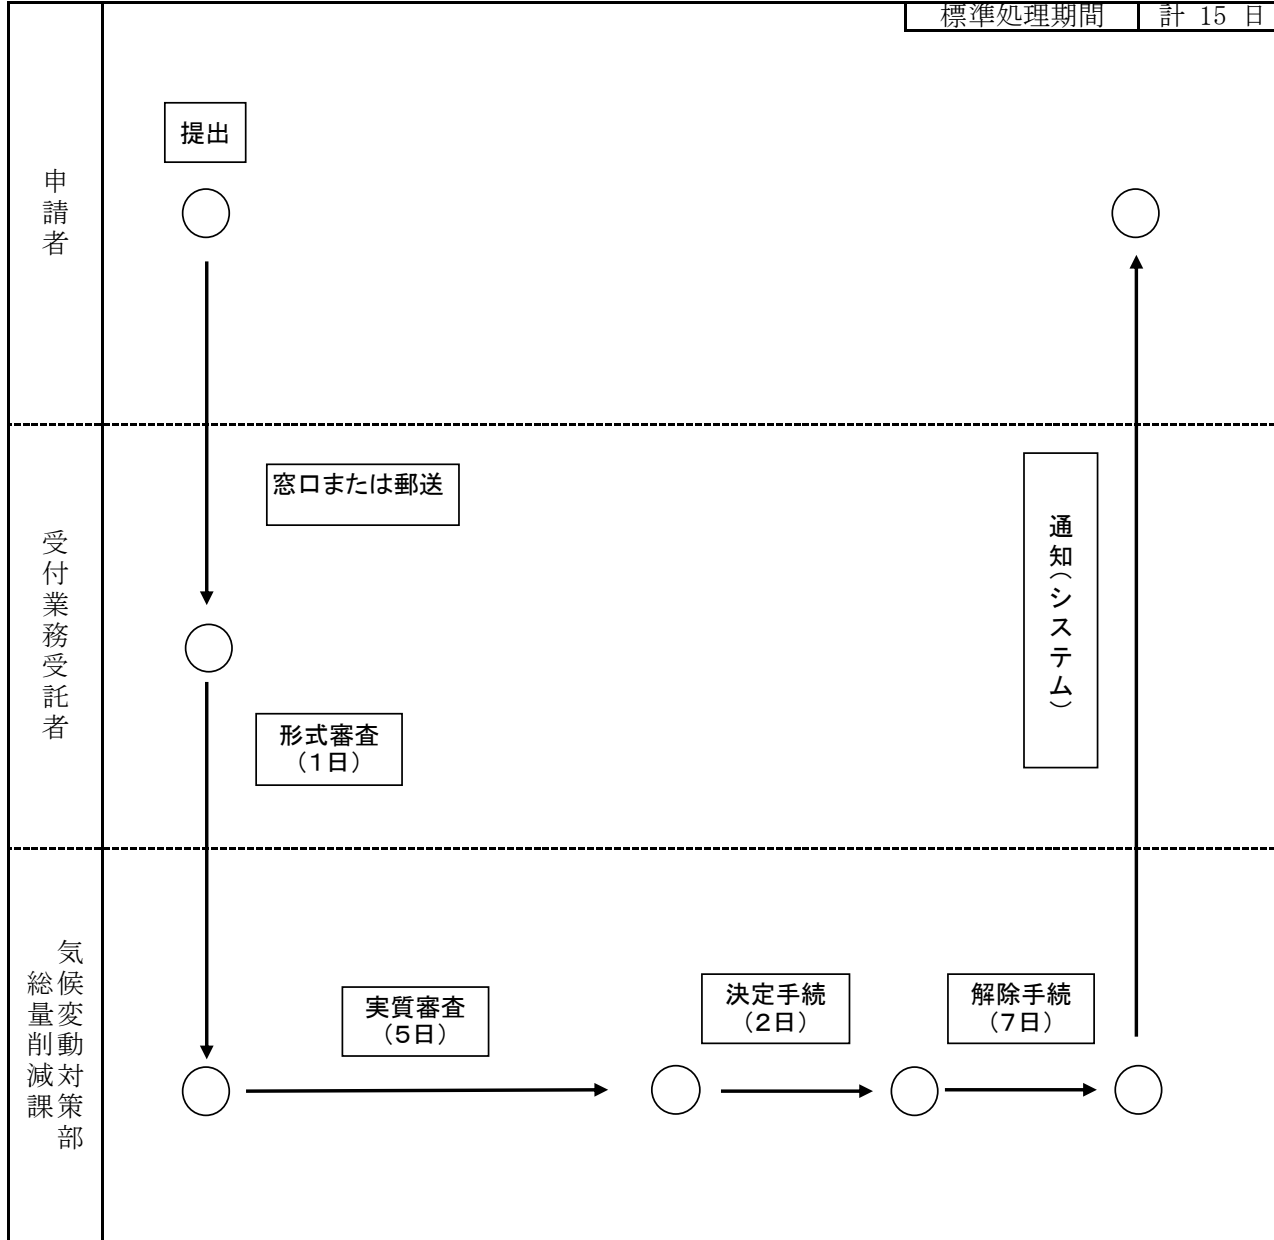 標準処理期間
計 15 日
提出
申請者
窓口または郵送
受付業務受託者
通知(システム)
形式審査
(1日)
気候変動対策部
総量削減課
実質審査
(5日)
決定手続
(2日)
解除手続
(7日)